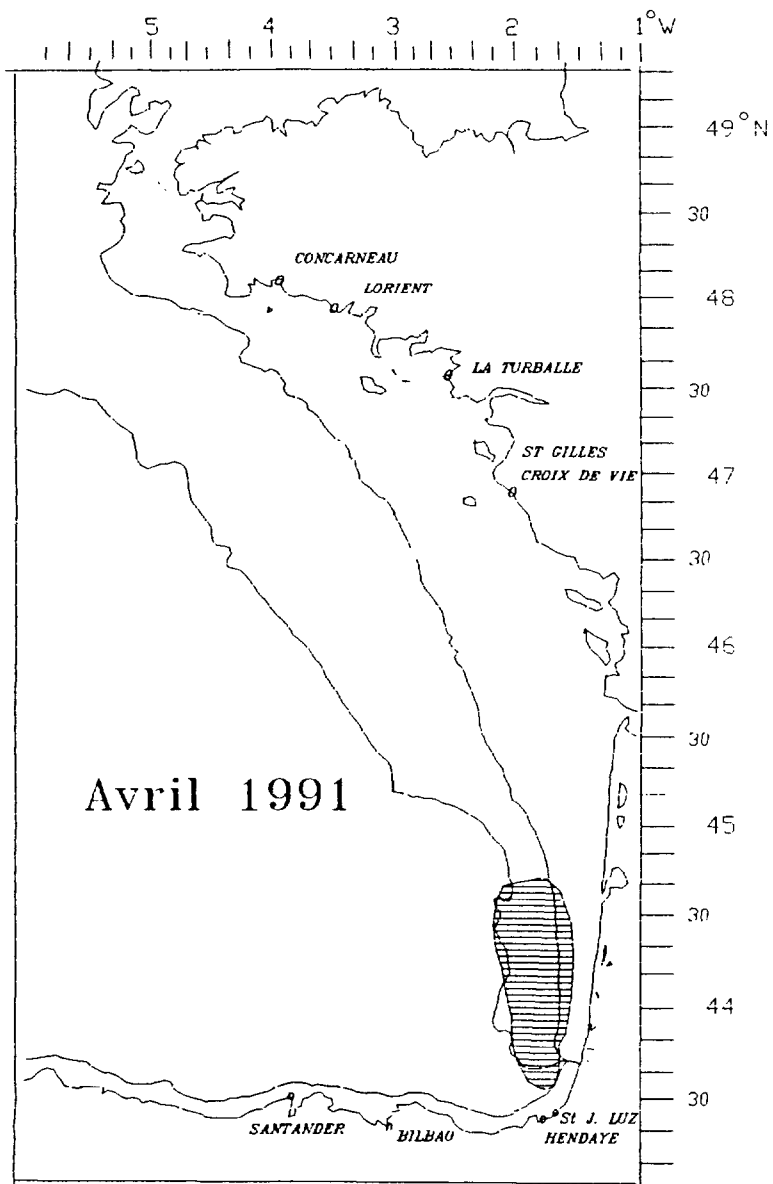 5 4 3 2 1°W
49°N
30
CONCARNEAU
LORIENT
48
LA TURBALLE
30
ST GILLES
CROIX DE VIE
47
30
46
30
Avril 1991
45
30
44
30
SANTANDER
BILBAO
St J. LUZ
HENDAYE